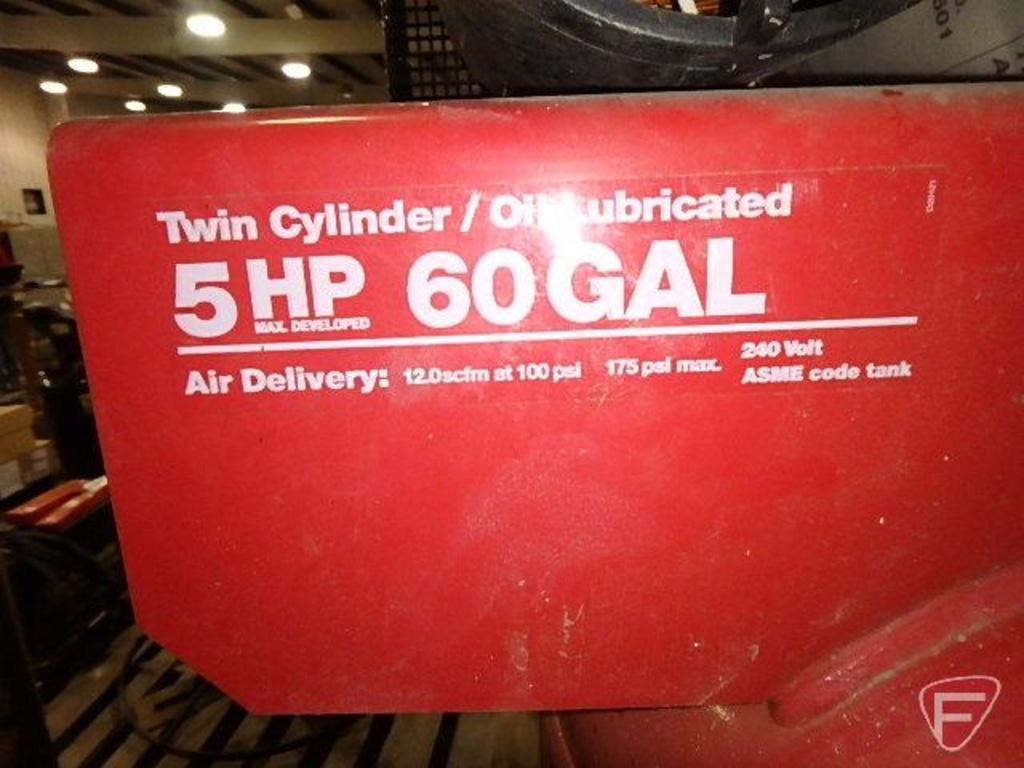 Twin Cylinder / Oil Lubricated
5 HP 60 GAL
MAX. DEVELOPED
Air Delivery: 12.0scfm at 100 psi 175 psi max. 240 Volt
ASME code tank
501
A
F